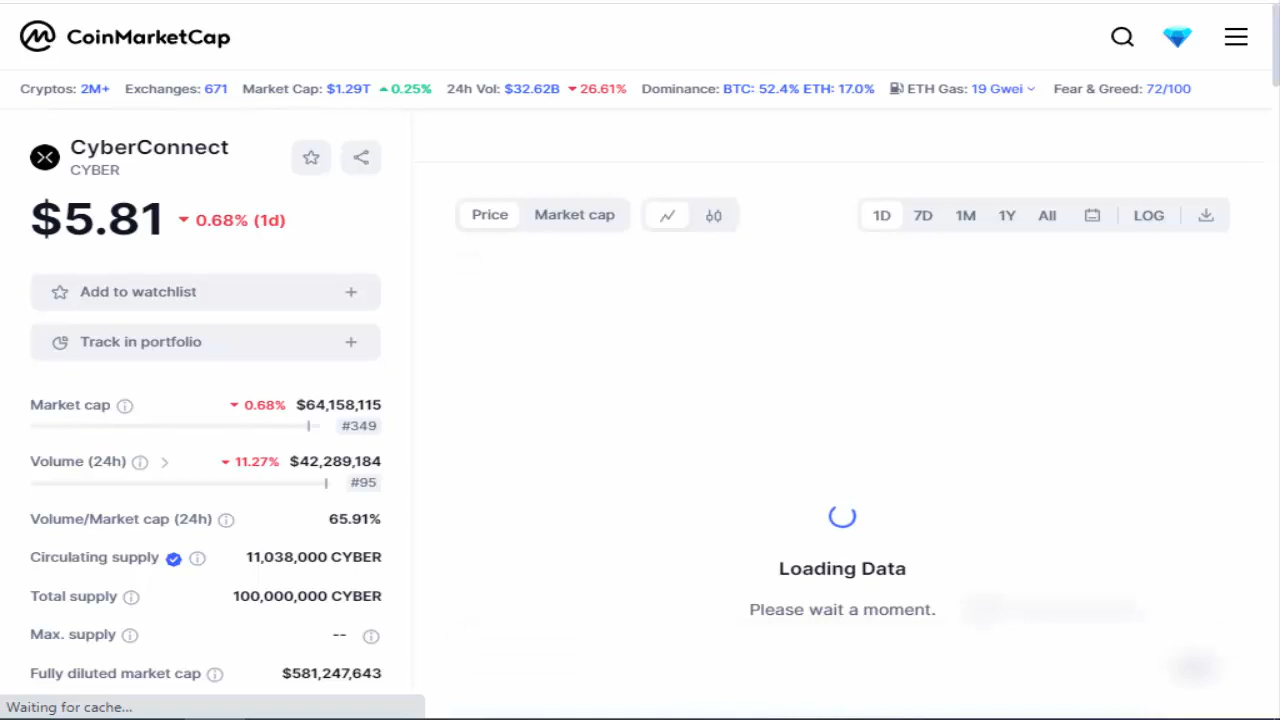 CoinMarketCap
Cryptos: 2M+ Exchanges: 671 Market Cap: $1.29T 0.25% 24h Vol: $32.62B 26.61% Dominance: BTC: 52.4% ETH: 17.0% ETH Gas: 19 Gwei Fear & Greed: 72/100
CyberConnect
CYBER
$5.81 0.68% (1d)
Add to watchlist +
Track in portfolio +
Market cap 0.68% $64,158,115
#349
Volume (24h) 11.27% $42,289,184
#95
Volume/Market cap (24h) 65.91%
Circulating supply 11,038,000 CYBER
Total supply 100,000,000 CYBER
Max. supply --
Fully diluted market cap $581,247,643
Waiting for cache...
Price Market cap 1D 7D 1M 1Y All LOG
Loading Data
Please wait a moment.